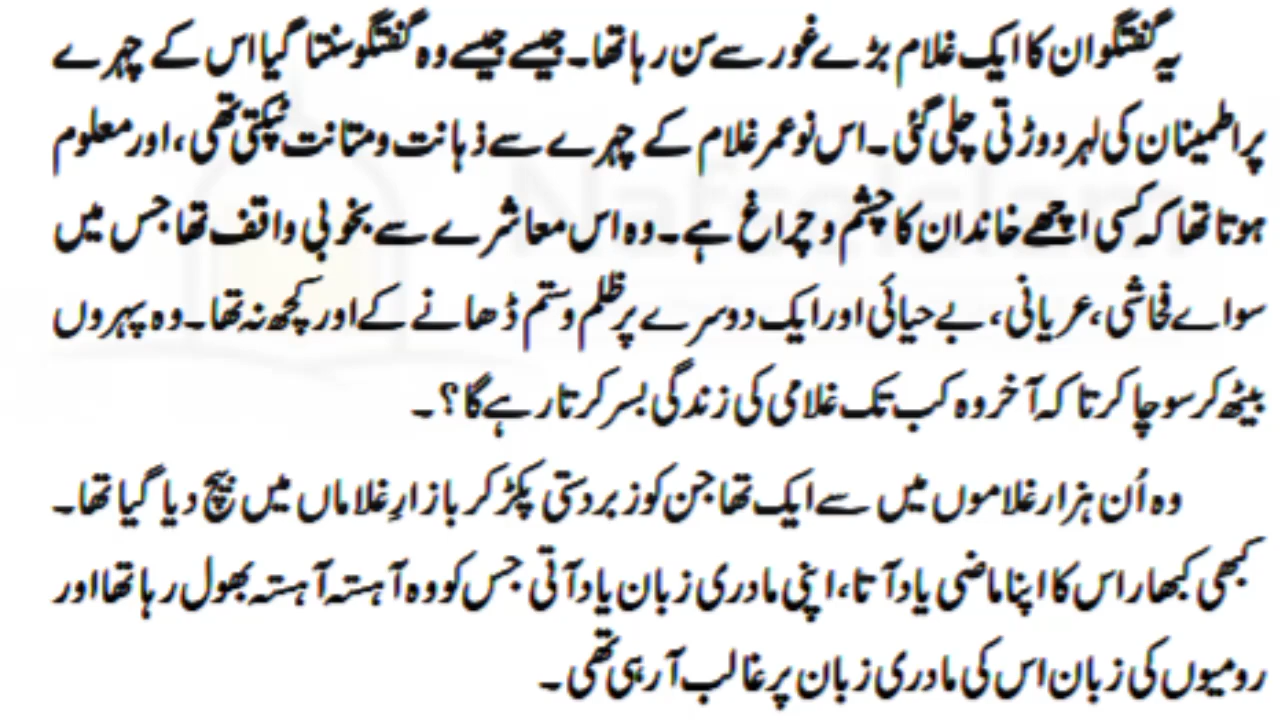 یہ گفتگو ان کا ایک غلام بڑے غور سے سن رہا تھا۔ جیسے جیسے وہ گفتگو سنتا گیا اس کے چہرے
پر اطمینان کی لہر دوڑتی چلی گئی۔ اس نو عمر غلام کے چہرے سے ذہانت و متانت ٹپکتی تھی، اور معلوم
ہوتا تھا کہ کسی اچھے خاندان کا چشم و چراغ ہے۔ وہ اس معاشرے سے بخوبی واقف تھا جس میں
سواے فحاشی، عریانی، بے حیائی اور ایک دوسرے پر ظلم و ستم ڈھانے کے اور کچھ نہ تھا۔ وہ پہروں
بیٹھ کر سوچا کرتا کہ آخر وہ کب تک غلامی کی زندگی بسر کرتا رہے گا؟۔
وہ اُن ہزار غلاموں میں سے ایک تھا جن کو زبردستی پکڑ کر بازارِ غلاماں میں بیچ دیا گیا تھا۔
کبھی کبھار اس کا اپنا ماضی یاد آتا، اپنی مادری زبان یاد آتی جس کو وہ آہستہ آہستہ بھول رہا تھا اور
رومیوں کی زبان اس کی مادری زبان پر غالب آ رہی تھی۔